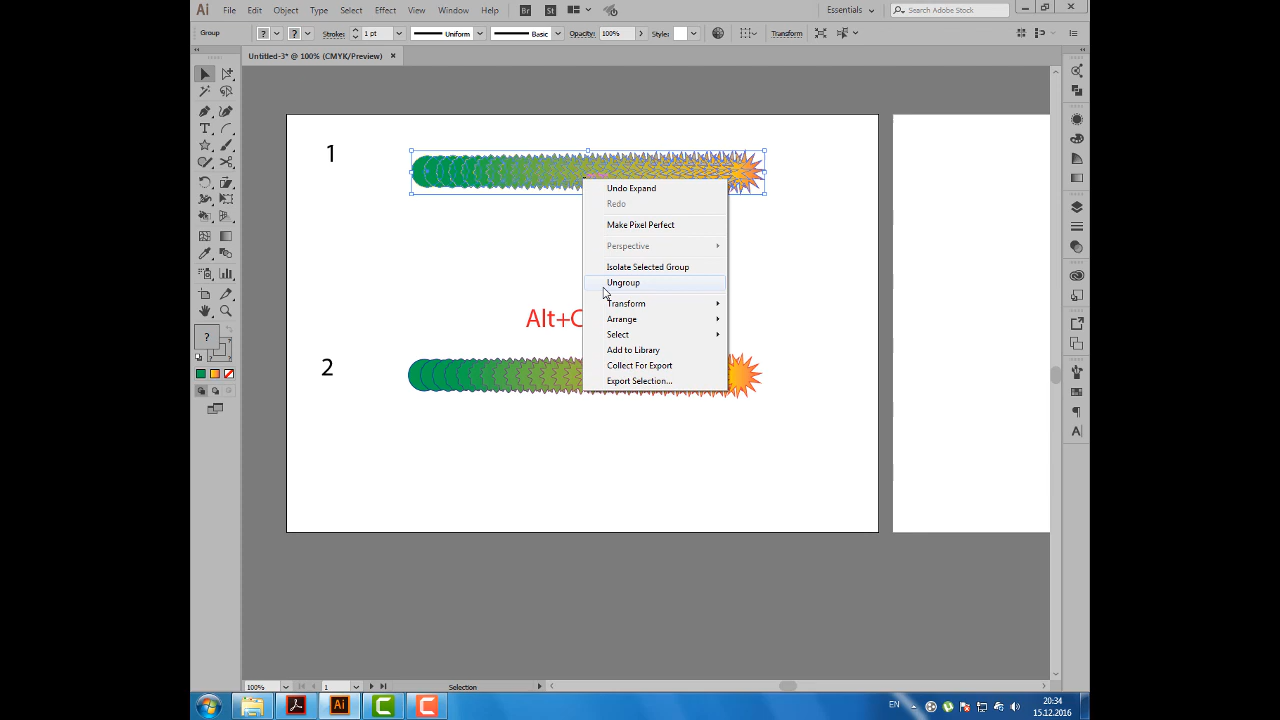 Ai File Edit Object Type Select Effect View Window Help Br St Essentials Search Adobe Stock
Group ? ? Strokes: 1 pt Uniform Basic Opacity: 100% Style: Transform
Untitled-3* @ 100% (CMYK/Preview)
1
Undo Expand
Redo
Make Pixel Perfect
Perspective
Isolate Selected Group
Ungroup
Transform
Alt+C
Arrange
Select
Add to Library
2
Collect For Export
Export Selection...
?
?
100% 1 Selection
Ai C C EN 20:34
15.12.2016